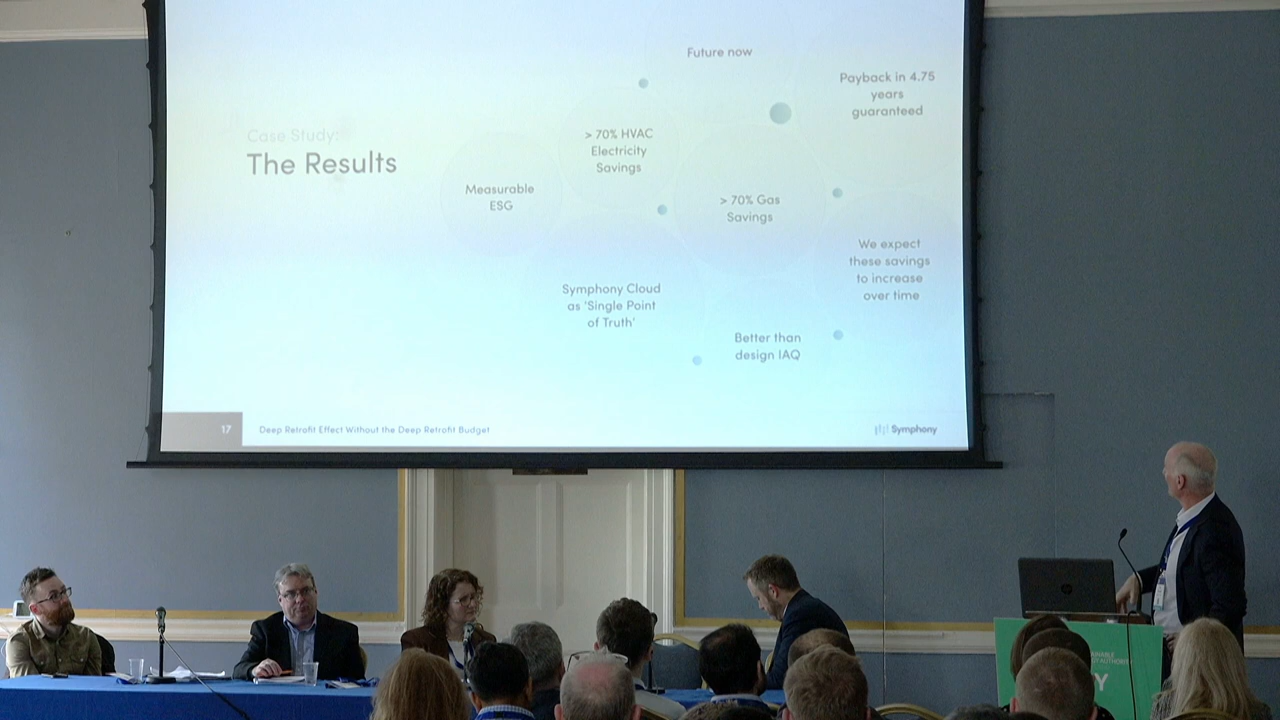 Case Study:
The Results
Measurable
ESG
> 70% HVAC
Electricity
Savings
Future now
Payback in 4.75
years
guaranteed
> 70% Gas
Savings
We expect
these savings
to increase
over time
Symphony Cloud
as 'Single Point
of Truth'
Better than
design IAQ
17
Deep Retrofit Effect Without the Deep Retrofit Budget
Symphony
AUTHORITY